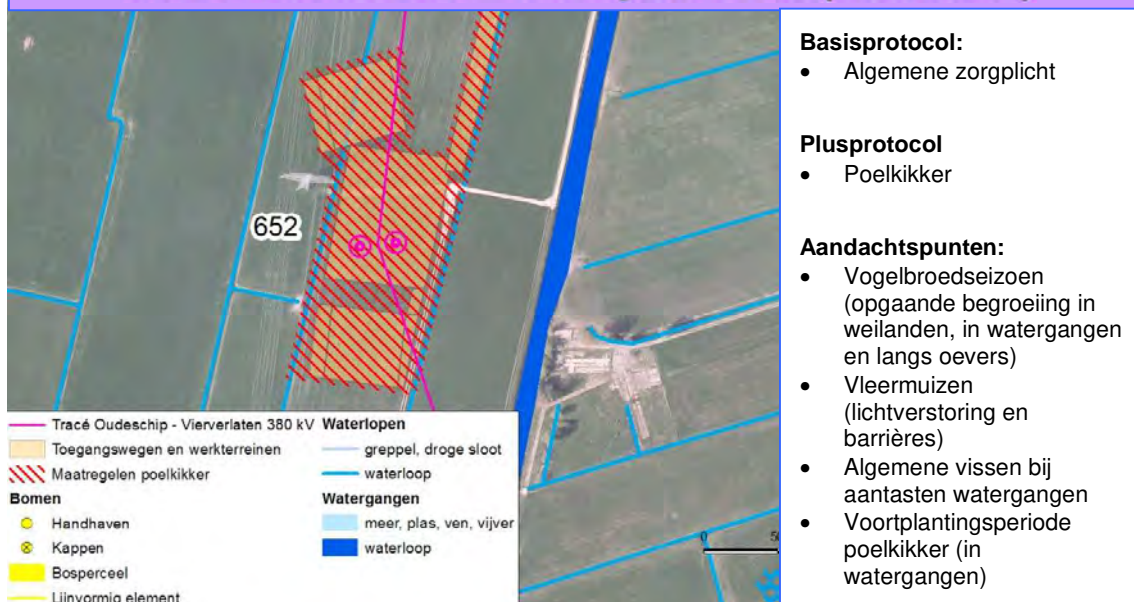 652
Tracé Oudeschip - Vierverlaten 380 kV
Toegangswegen en werkterreinen
Maatregelen poelkikker
Bomen
Handhaven
Kappen
Bosperceel
Lijnvormig element
Waterlopen
greppel, droge sloot
waterloop
Watergangen
meer, plas, ven, vijver
waterloop
0
Basisprotocol:
• Algemene zorgplicht
Plusprotocol
• Poelkikker
Aandachtspunten:
• Vogelbroedseizoen
(opgaande begroeiing in
weilanden, in watergangen
en langs oevers)
• Vleermuizen
(lichtverstoring en
barrières)
• Algemene vissen bij
aantasten watergangen
• Voortplantingsperiode
poelkikker (in
watergangen)